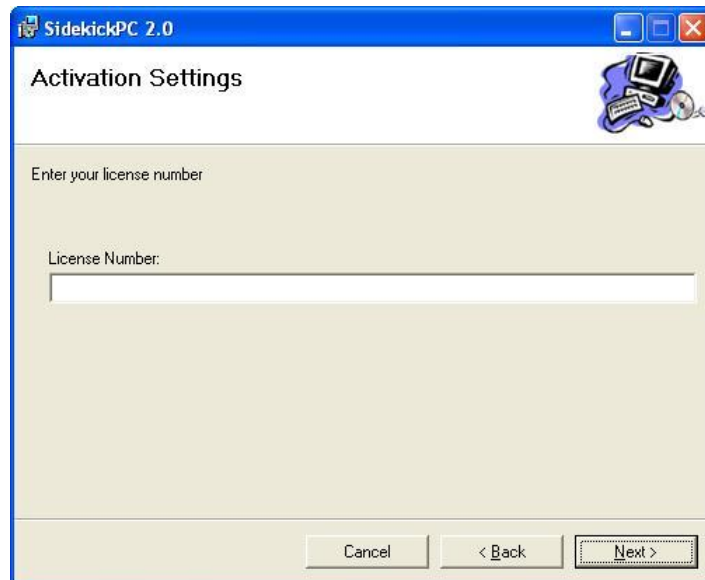 SidekickPC 2.0
Activation Settings
Enter your license number
License Number:
Cancel
< Back
Next >